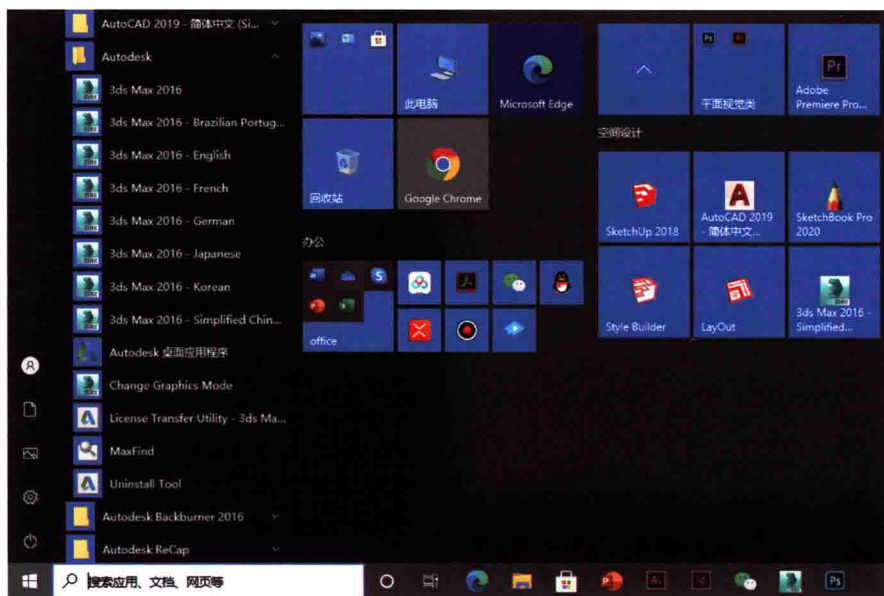 AutoCAD 2019 - 简体中文 (Si...
Autodesk
3ds Max 2016
3ds Max 2016 - Brazilian Portug...
3ds Max 2016 - English
3ds Max 2016 - French
3ds Max 2016 - German
3ds Max 2016 - Japanese
3ds Max 2016 - Korean
3ds Max 2016 - Simplified Chin...
Autodesk 桌面应用程序
Change Graphics Mode
License Transfer Utility - 3ds Ma...
MaxFind
Uninstall Tool
Autodesk Backburner 2016
Autodesk ReCap
此电脑
Microsoft Edge
回收站
Google Chrome
办公
office
Ps
Ai
平面视觉类
Pr
Adobe
Premiere Pro...
空间设计
SketchUp 2018
AutoCAD 2019
- 简体中文...
SketchBook Pro
2020
Style Builder
LayOut
3ds Max 2016 -
Simplified...
搜索应用、文档、网页等
Ai
Id
Ps